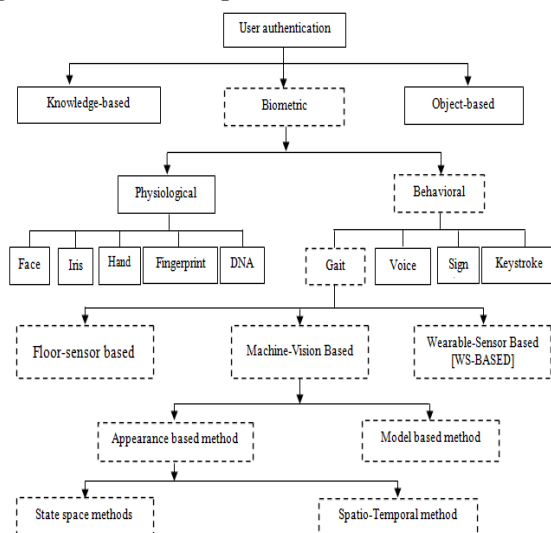 User authentication
Knowledge-based
Biometric
Object-based
Physiological
Behavioral
Face
Iris
Hand
Fingerprint
DNA
Gait
Voice
Sign
Keystroke
Floor-sensor based
Machine-Vision Based
Wearable-Sensor Based
[WS-BASED]
Appearance based method
Model based method
State space methods
Spatio-Temporal method